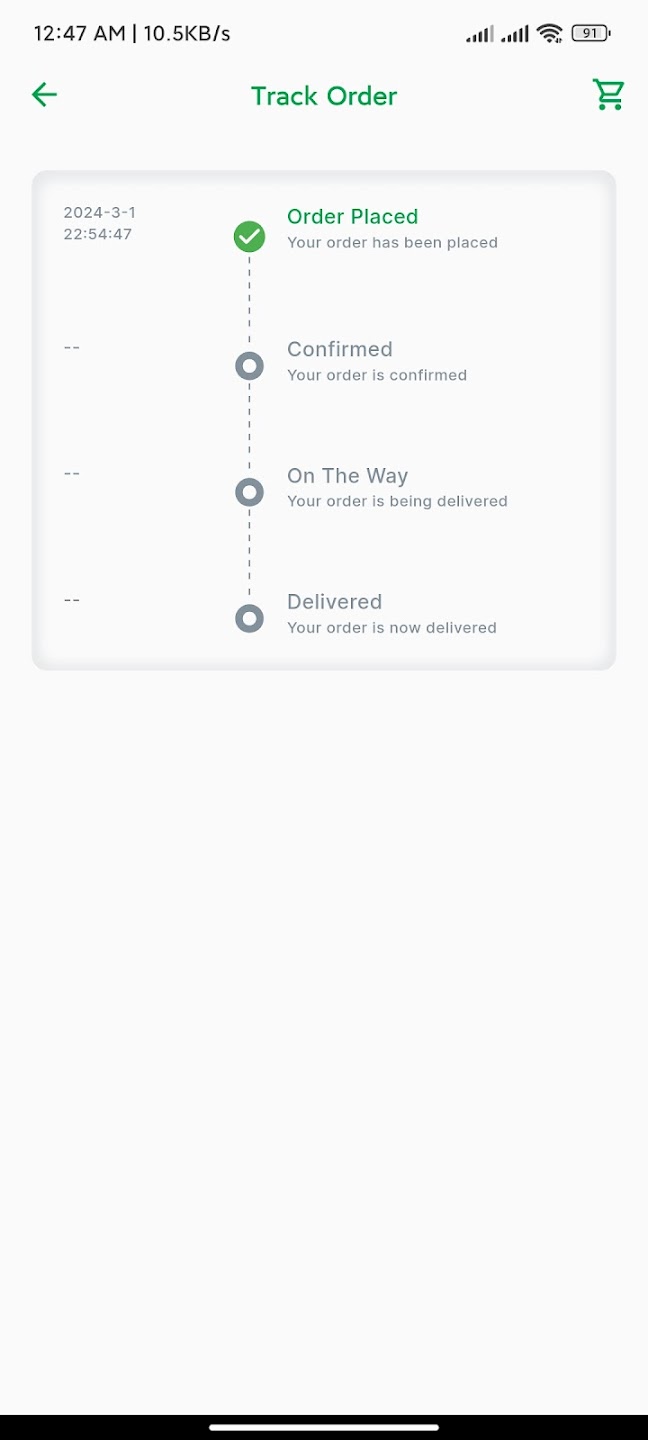 12:47 AM | 10.5KB/s
91
Track Order
2024-3-1
22:54:47
Order Placed
Your order has been placed
--
Confirmed
Your order is confirmed
--
On The Way
Your order is being delivered
--
Delivered
Your order is now delivered